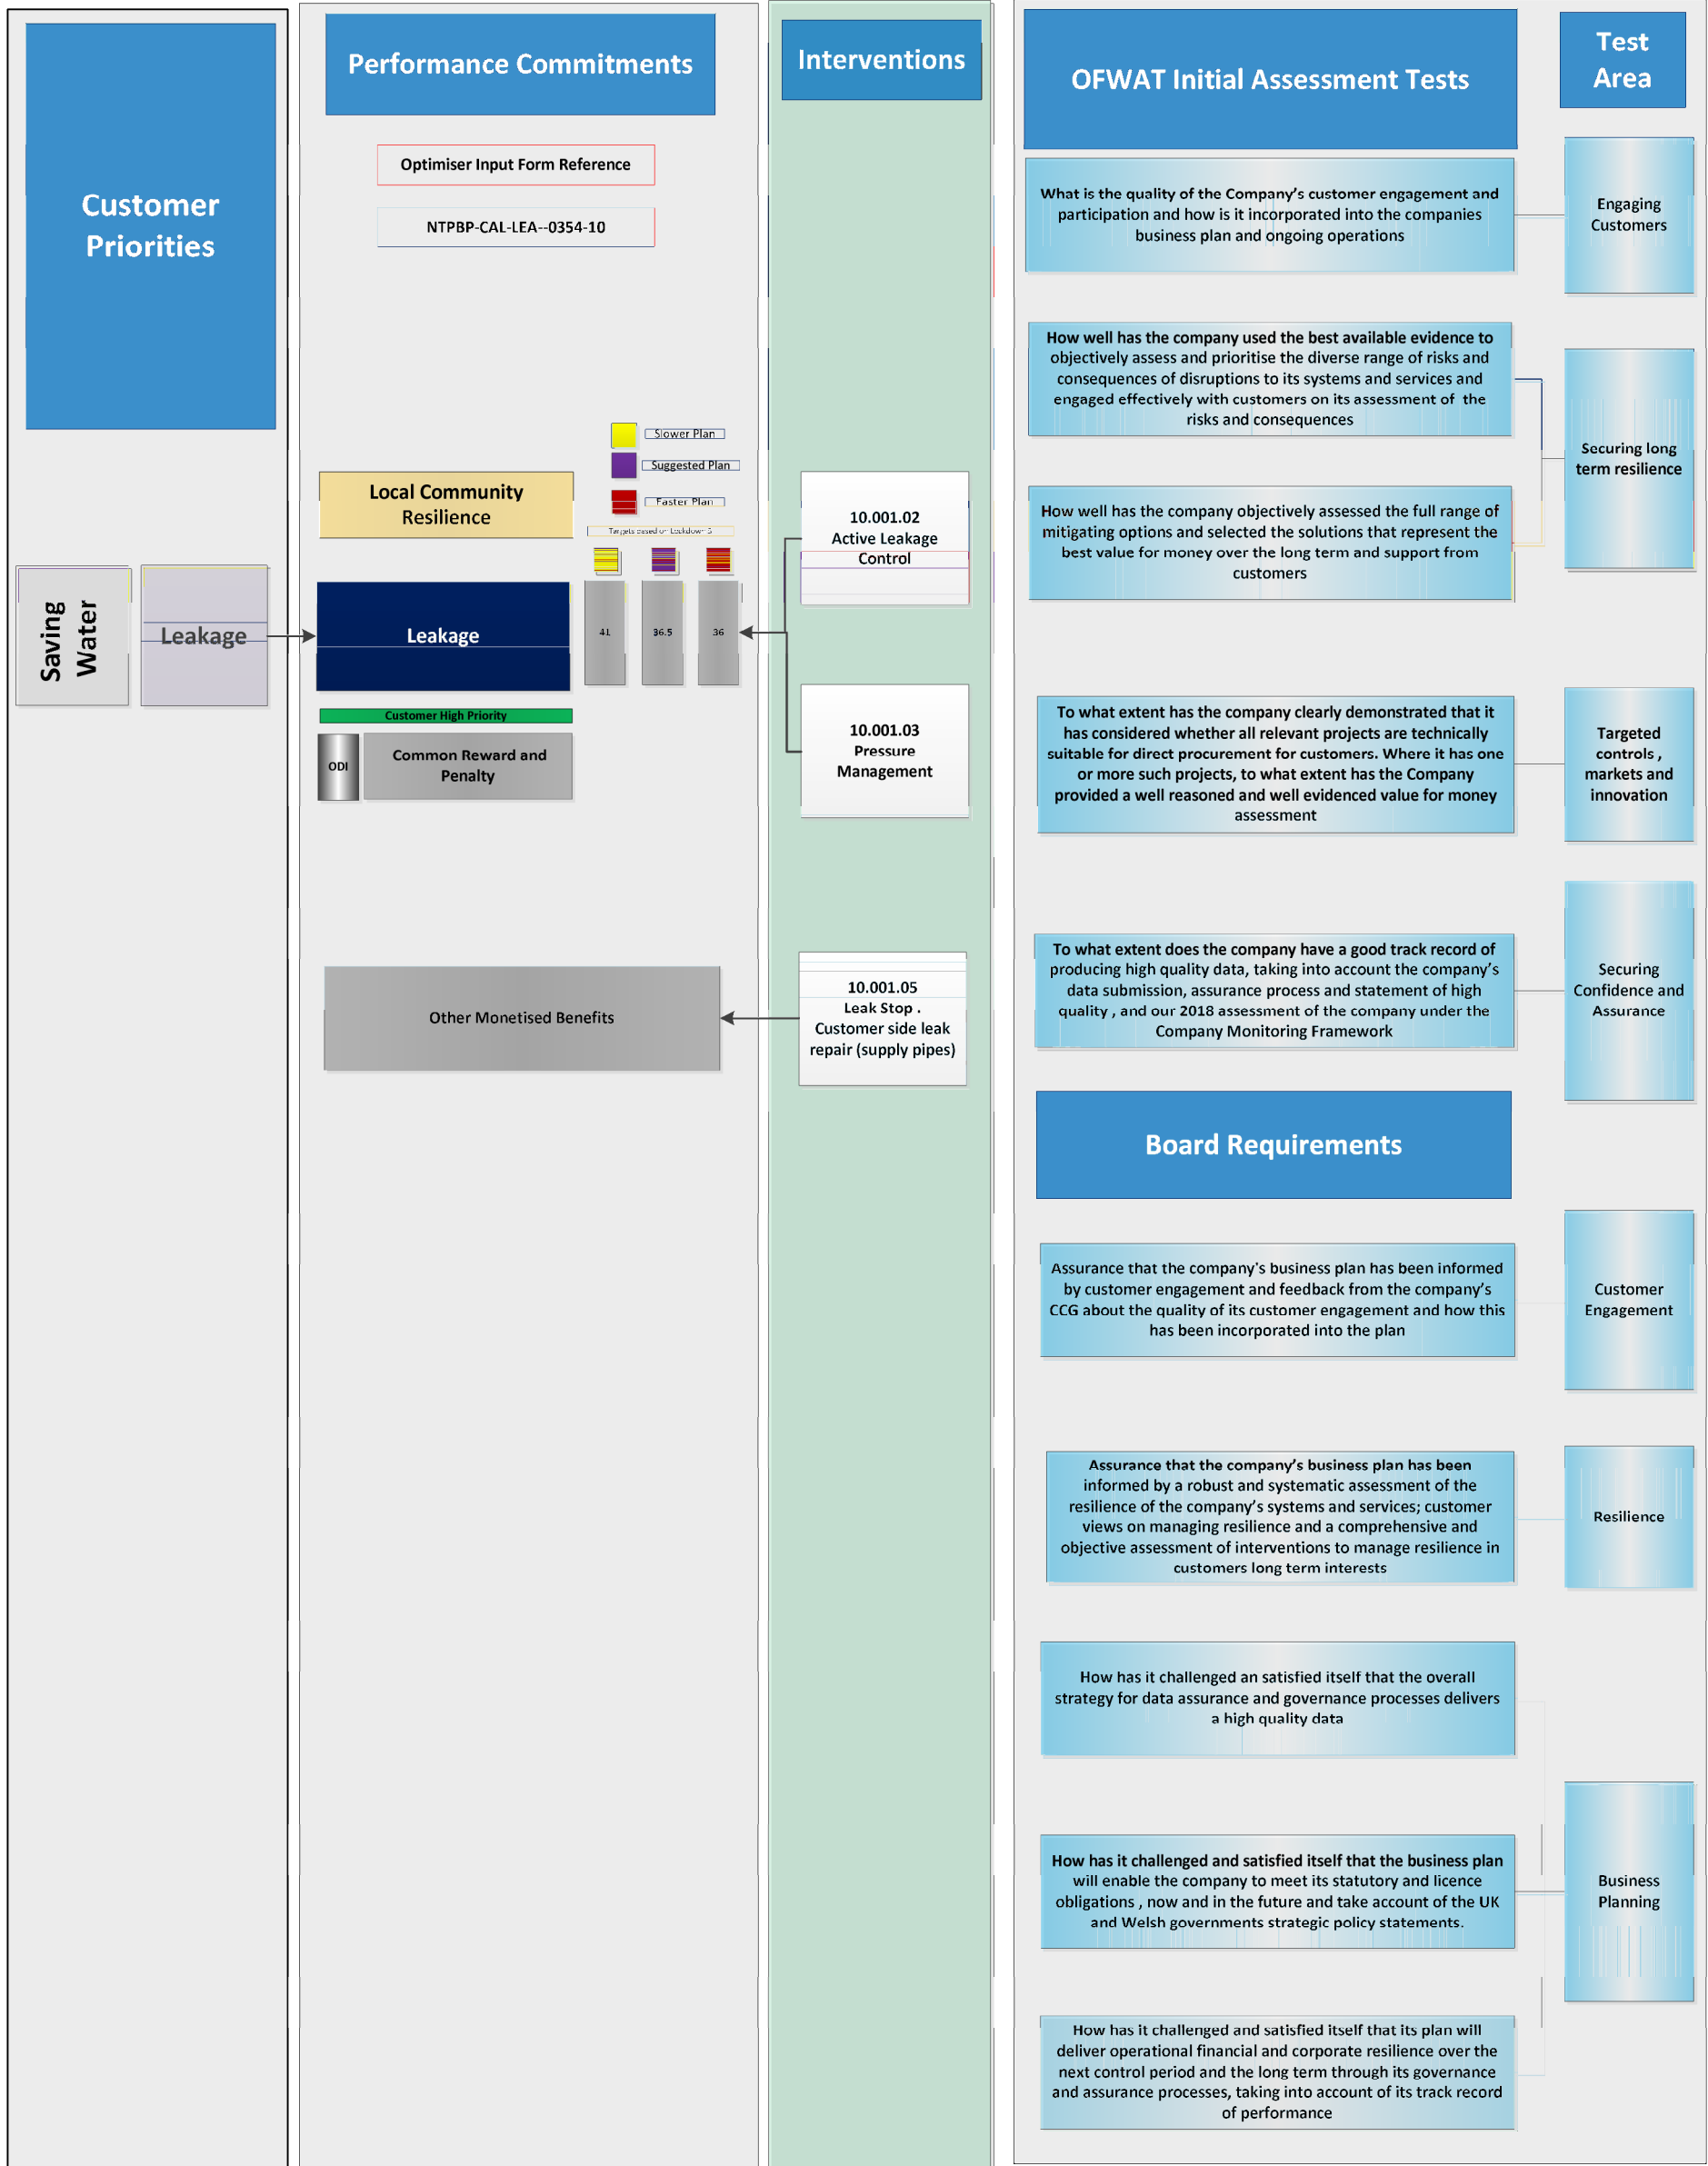 Customer
Priorities
Saving
Water
Leakage
Performance Commitments
Optimiser Input Form Reference
NTPBP-CAL-LEA--0354-10
Slower Plan
Suggested Plan
Faster Plan
Targets based on Lockdown 5
Local Community
Resilience
Leakage
41
36.5
36
Customer High Priority
ODI
Common Reward and
Penalty
Other Monetised Benefits
Interventions
10.001.02
Active Leakage
Control
10.001.03
Pressure
Management
10.001.05
Leak Stop .
Customer side leak
repair (supply pipes)
OFWAT Initial Assessment Tests
Test
Area
What is the quality of the Company's customer engagement and
participation and how is it incorporated into the companies
business plan and ongoing operations
Engaging
Customers
How well has the company used the best available evidence to
objectively assess and prioritise the diverse range of risks and
consequences of disruptions to its systems and services and
engaged effectively with customers on its assessment of the
risks and consequences
Securing long
term resilience
How well has the company objectively assessed the full range of
mitigating options and selected the solutions that represent the
best value for money over the long term and support from
customers
To what extent has the company clearly demonstrated that it
has considered whether all relevant projects are technically
suitable for direct procurement for customers. Where it has one
or more such projects, to what extent has the Company
provided a well reasoned and well evidenced value for money
assessment
Targeted
controls ,
markets and
innovation
To what extent does the company have a good track record of
producing high quality data, taking into account the company's
data submission, assurance process and statement of high
quality , and our 2018 assessment of the company under the
Company Monitoring Framework
Securing
Confidence and
Assurance
Board Requirements
Assurance that the company's business plan has been informed
by customer engagement and feedback from the company's
CCG about the quality of its customer engagement and how this
has been incorporated into the plan
Customer
Engagement
Assurance that the company's business plan has been
informed by a robust and systematic assessment of the
resilience of the company's systems and services; customer
views on managing resilience and a comprehensive and
objective assessment of interventions to manage resilience in
customers long term interests
Resilience
How has it challenged an satisfied itself that the overall
strategy for data assurance and governance processes delivers
a high quality data
How has it challenged and satisfied itself that the business plan
will enable the company to meet its statutory and licence
obligations , now and in the future and take account of the UK
and Welsh governments strategic policy statements.
Business
Planning
How has it challenged and satisfied itself that its plan will
deliver operational financial and corporate resilience over the
next control period and the long term through its governance
and assurance processes, taking into account of its track record
of performance